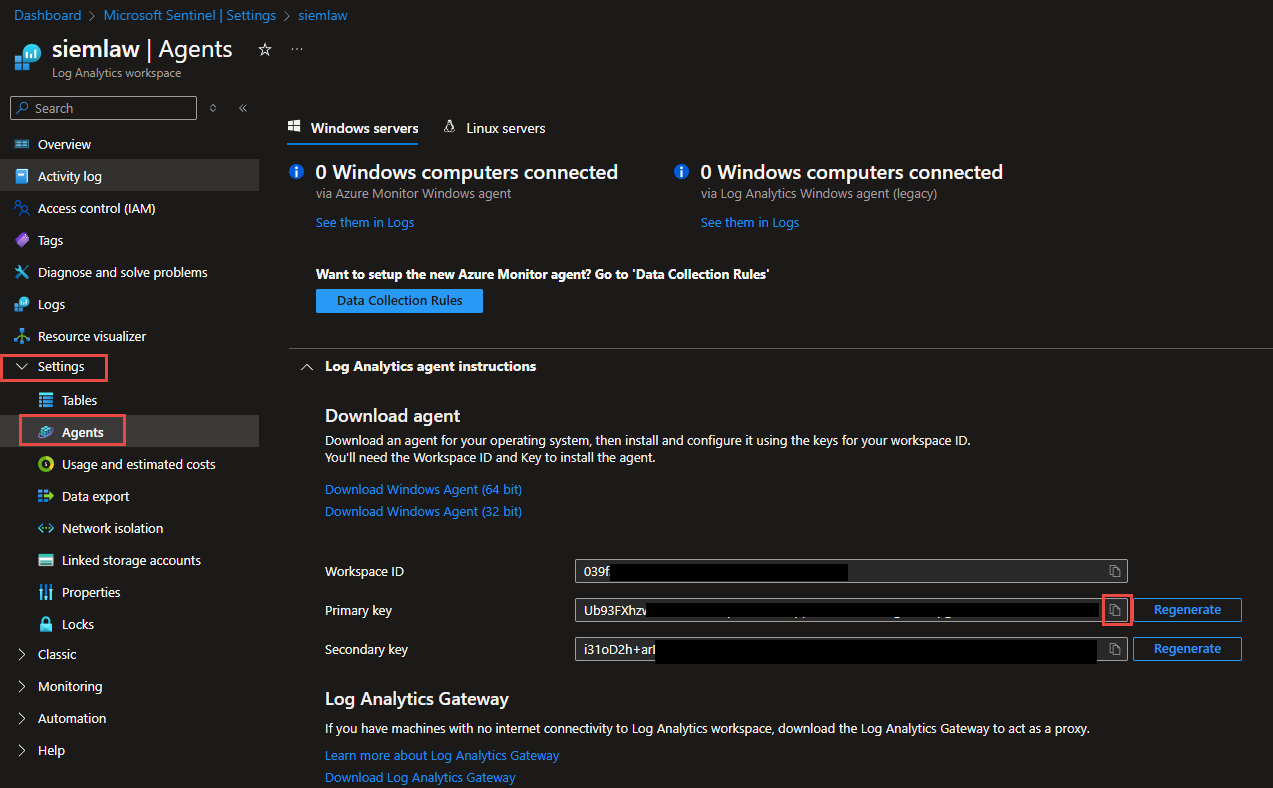 Dashboard > Microsoft Sentinel | Settings > siemlaw
siemlaw | Agents
Log Analytics workspace
Search
Overview
Activity log
Access control (IAM)
Tags
Diagnose and solve problems
Logs
Resource visualizer
Settings
Tables
Agents
Usage and estimated costs
Data export
Network isolation
Linked storage accounts
Properties
Locks
Classic
Monitoring
Automation
Help
Windows servers
Linux servers
0 Windows computers connected
via Azure Monitor Windows agent
See them in Logs
0 Windows computers connected
via Log Analytics Windows agent (legacy)
See them in Logs
Want to setup the new Azure Monitor agent? Go to 'Data Collection Rules'
Data Collection Rules
Log Analytics agent instructions
Download agent
Download an agent for your operating system, then install and configure it using the keys for your workspace ID.
You'll need the Workspace ID and Key to install the agent.
Download Windows Agent (64 bit)
Download Windows Agent (32 bit)
Workspace ID
039f
Primary key
Ub93FXhz
Regenerate
Secondary key
i31oD2h+ar
Regenerate
Log Analytics Gateway
If you have machines with no internet connectivity to Log Analytics workspace, download the Log Analytics Gateway to act as a proxy.
Learn more about Log Analytics Gateway
Download Log Analytics Gateway